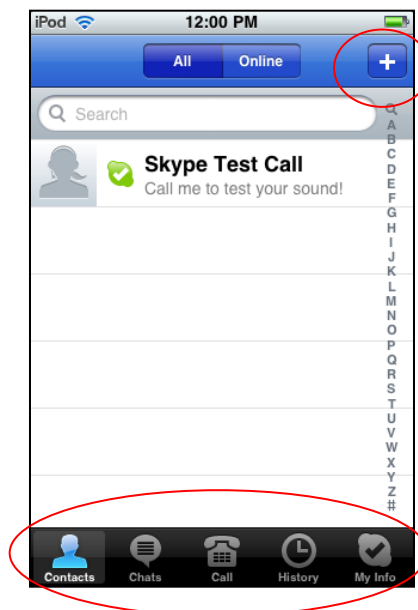 iPod 12:00 PM
All Online +
Search
Skype Test Call
Call me to test your sound!
A
B
C
D
E
F
G
H
I
J
K
L
M
N
O
P
Q
R
S
T
U
V
W
X
Y
Z
#
Contacts Chats Call History My Info